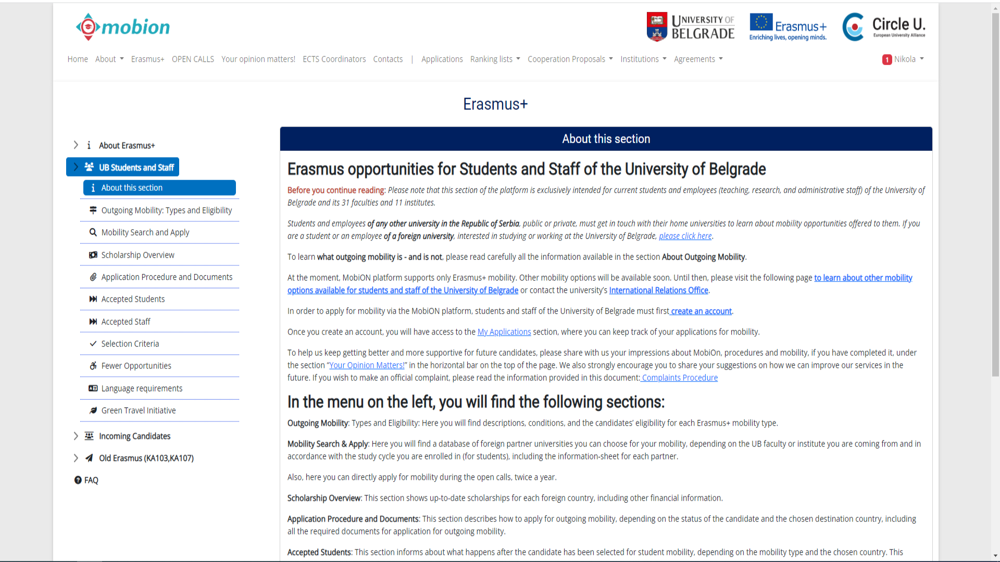 mobion
UNIVERSITY OF
BELGRADE
Erasmus+
Enriching lives, opening minds.
Circle U.
European University Alliance
Home About Erasmus+ OPEN CALLS Your opinion matters! ECTS Coordinators Contacts | Applications Ranking lists Cooperation Proposals Institutions Agreements 1 Nikola
Erasmus+
About Erasmus+
UB Students and Staff
About this section
Outgoing Mobility: Types and Eligibility
Mobility Search and Apply
Scholarship Overview
Application Procedure and Documents
Accepted Students
Accepted Staff
Selection Criteria
Fewer Opportunities
Language requirements
Green Travel Initiative
Incoming Candidates
Old Erasmus (KA103,KA107)
FAQ
About this section
Erasmus opportunities for Students and Staff of the University of Belgrade
Before you continue reading: Please note that this section of the platform is exclusively intended for current students and employees (teaching, research, and administrative staff) of the University of
Belgrade and its 31 faculties and 11 institutes.
Students and employees of any other university in the Republic of Serbia, public or private, must get in touch with their home universities to learn about mobility opportunities offered to them. If you
are a student or an employee of a foreign university, interested in studying or working at the University of Belgrade, please click here.
To learn what outgoing mobility is - and is not, please read carefully all the information available in the section About Outgoing Mobility.
At the moment, MobiON platform supports only Erasmus+ mobility. Other mobility options will be available soon. Until then, please visit the following page to learn about other mobility
options available for students and staff of the University of Belgrade or contact the university's International Relations Office.
In order to apply for mobility via the MobiON platform, students and staff of the University of Belgrade must first create an account.
Once you create an account, you will have access to the My Applications section, where you can keep track of your applications for mobility.
To help us keep getting better and more supportive for future candidates, please share with us your impressions about MobiOn, procedures and mobility, if you have completed it, under
the section “Your Opinion Matters!” in the horizontal bar on the top of the page. We also strongly encourage you to share your suggestions on how we can improve our services in the
future. If you wish to make an official complaint, please read the information provided in this document: Complaints Procedure
In the menu on the left, you will find the following sections:
Outgoing Mobility: Types and Eligibility: Here you will find descriptions, conditions, and the candidates’ eligibility for each Erasmus+ mobility type.
Mobility Search & Apply: Here you will find a database of foreign partner universities you can choose for your mobility, depending on the UB faculty or institute you are coming from and in
accordance with the study cycle you are enrolled in (for students), including the information-sheet for each partner.
Also, here you can directly apply for mobility during the open calls, twice a year.
Scholarship Overview: This section shows up-to-date scholarships for each foreign country, including other financial information.
Application Procedure and Documents: This section describes how to apply for outgoing mobility, depending on the status of the candidate and the chosen destination country, including
all the required documents for application for outgoing mobility.
Accepted Students: This section informs about what happens after the candidate has been selected for student mobility, depending on the mobility type and the chosen country. This